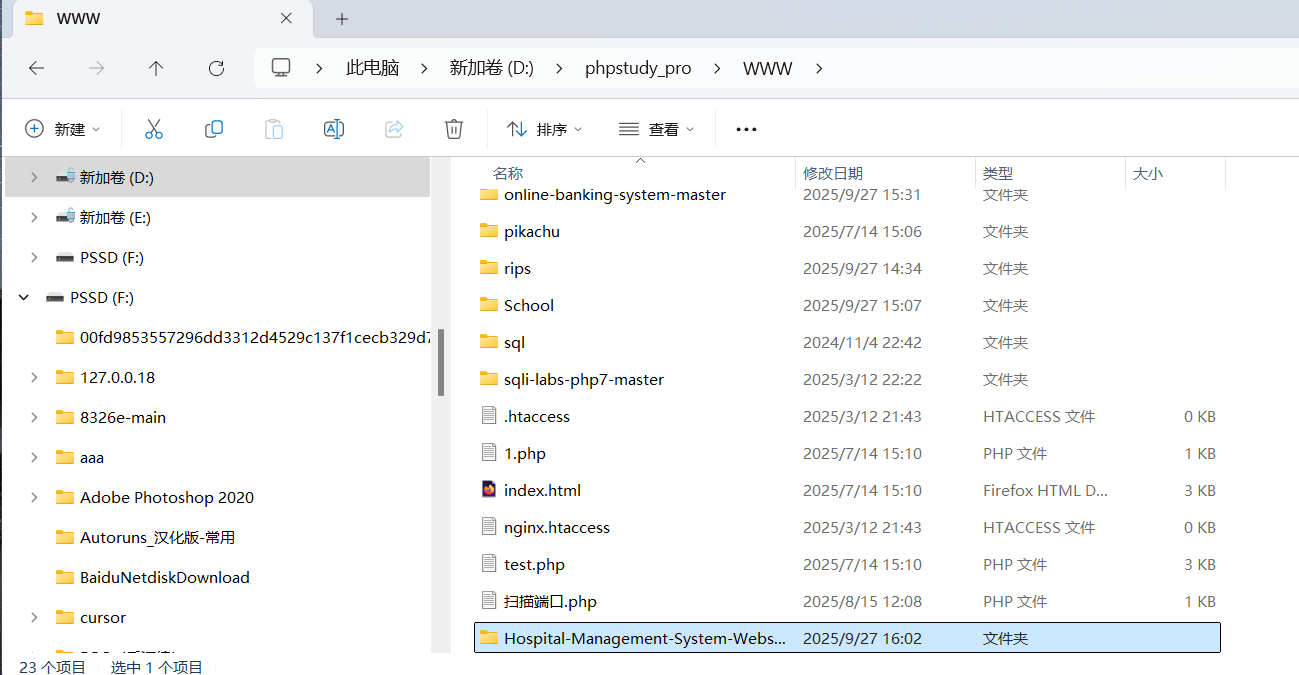 WWW
此电脑 新加卷 (D:) phpstudy_pro WWW
新建 排序 查看
新加卷 (D:)
新加卷 (E:)
PSSD (F:)
PSSD (F:)
00fd9853557296dd3312d4529c137f1cecb329d7
127.0.0.18
8326e-main
aaa
Adobe Photoshop 2020
Autoruns_汉化版-常用
BaiduNetdiskDownload
cursor
名称 修改日期 类型 大小
online-banking-system-master 2025/9/27 15:31 文件夹
pikachu 2025/7/14 15:06 文件夹
rips 2025/9/27 14:34 文件夹
School 2025/9/27 15:07 文件夹
sql 2024/11/4 22:42 文件夹
sqli-labs-php7-master 2025/3/12 22:22 文件夹
.htaccess 2025/3/12 21:43 HTACCESS 文件 0 KB
1.php 2025/7/14 15:10 PHP 文件 1 KB
index.html 2025/7/14 15:10 Firefox HTML D... 3 KB
nginx.htaccess 2025/3/12 21:43 HTACCESS 文件 0 KB
test.php 2025/7/14 15:10 PHP 文件 3 KB
扫描端口.php 2025/8/15 12:08 PHP 文件 1 KB
Hospital-Management-System-Webs... 2025/9/27 16:02 文件夹
23 个项目 选中 1 个项目